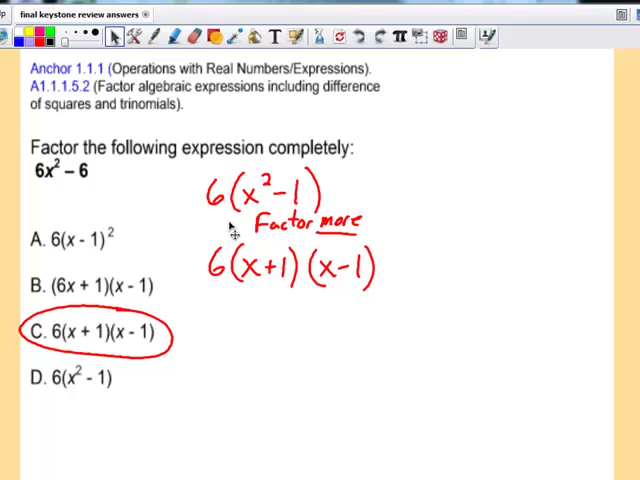 final keystone review answers
Anchor 1.1.1 (Operations with Real Numbers/Expressions).
A1.1.1.5.2 (Factor algebraic expressions including difference
of squares and trinomials).
Factor the following expression completely:
6x² – 6
6(x²-1)
Factor more
6(x+1)(x-1)
A. 6(x - 1)²
B. (6x + 1)(x - 1)
C. 6(x + 1)(x - 1)
D. 6(x² - 1)